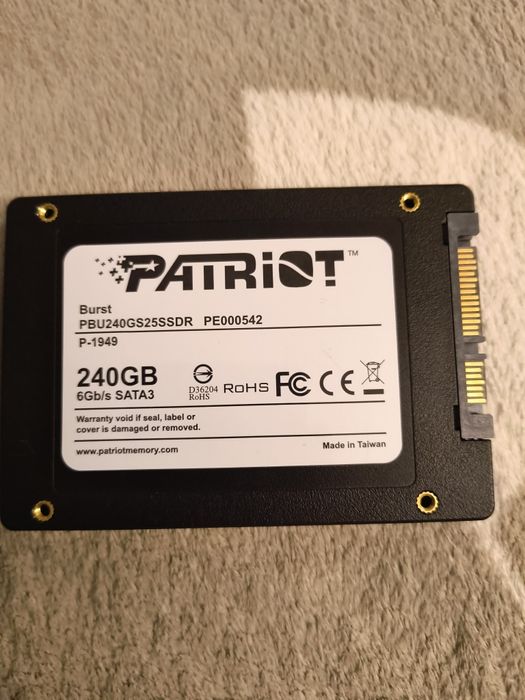 PATRIOT™
Burst
PBU240GS25SSDR PE000542
P-1949
240GB
6Gb/s SATA3
D36204
RoHS
RoHS FC CE
Warranty void if seal, label or
cover is damaged or removed.
www.patriotmemory.com
Made in Taiwan